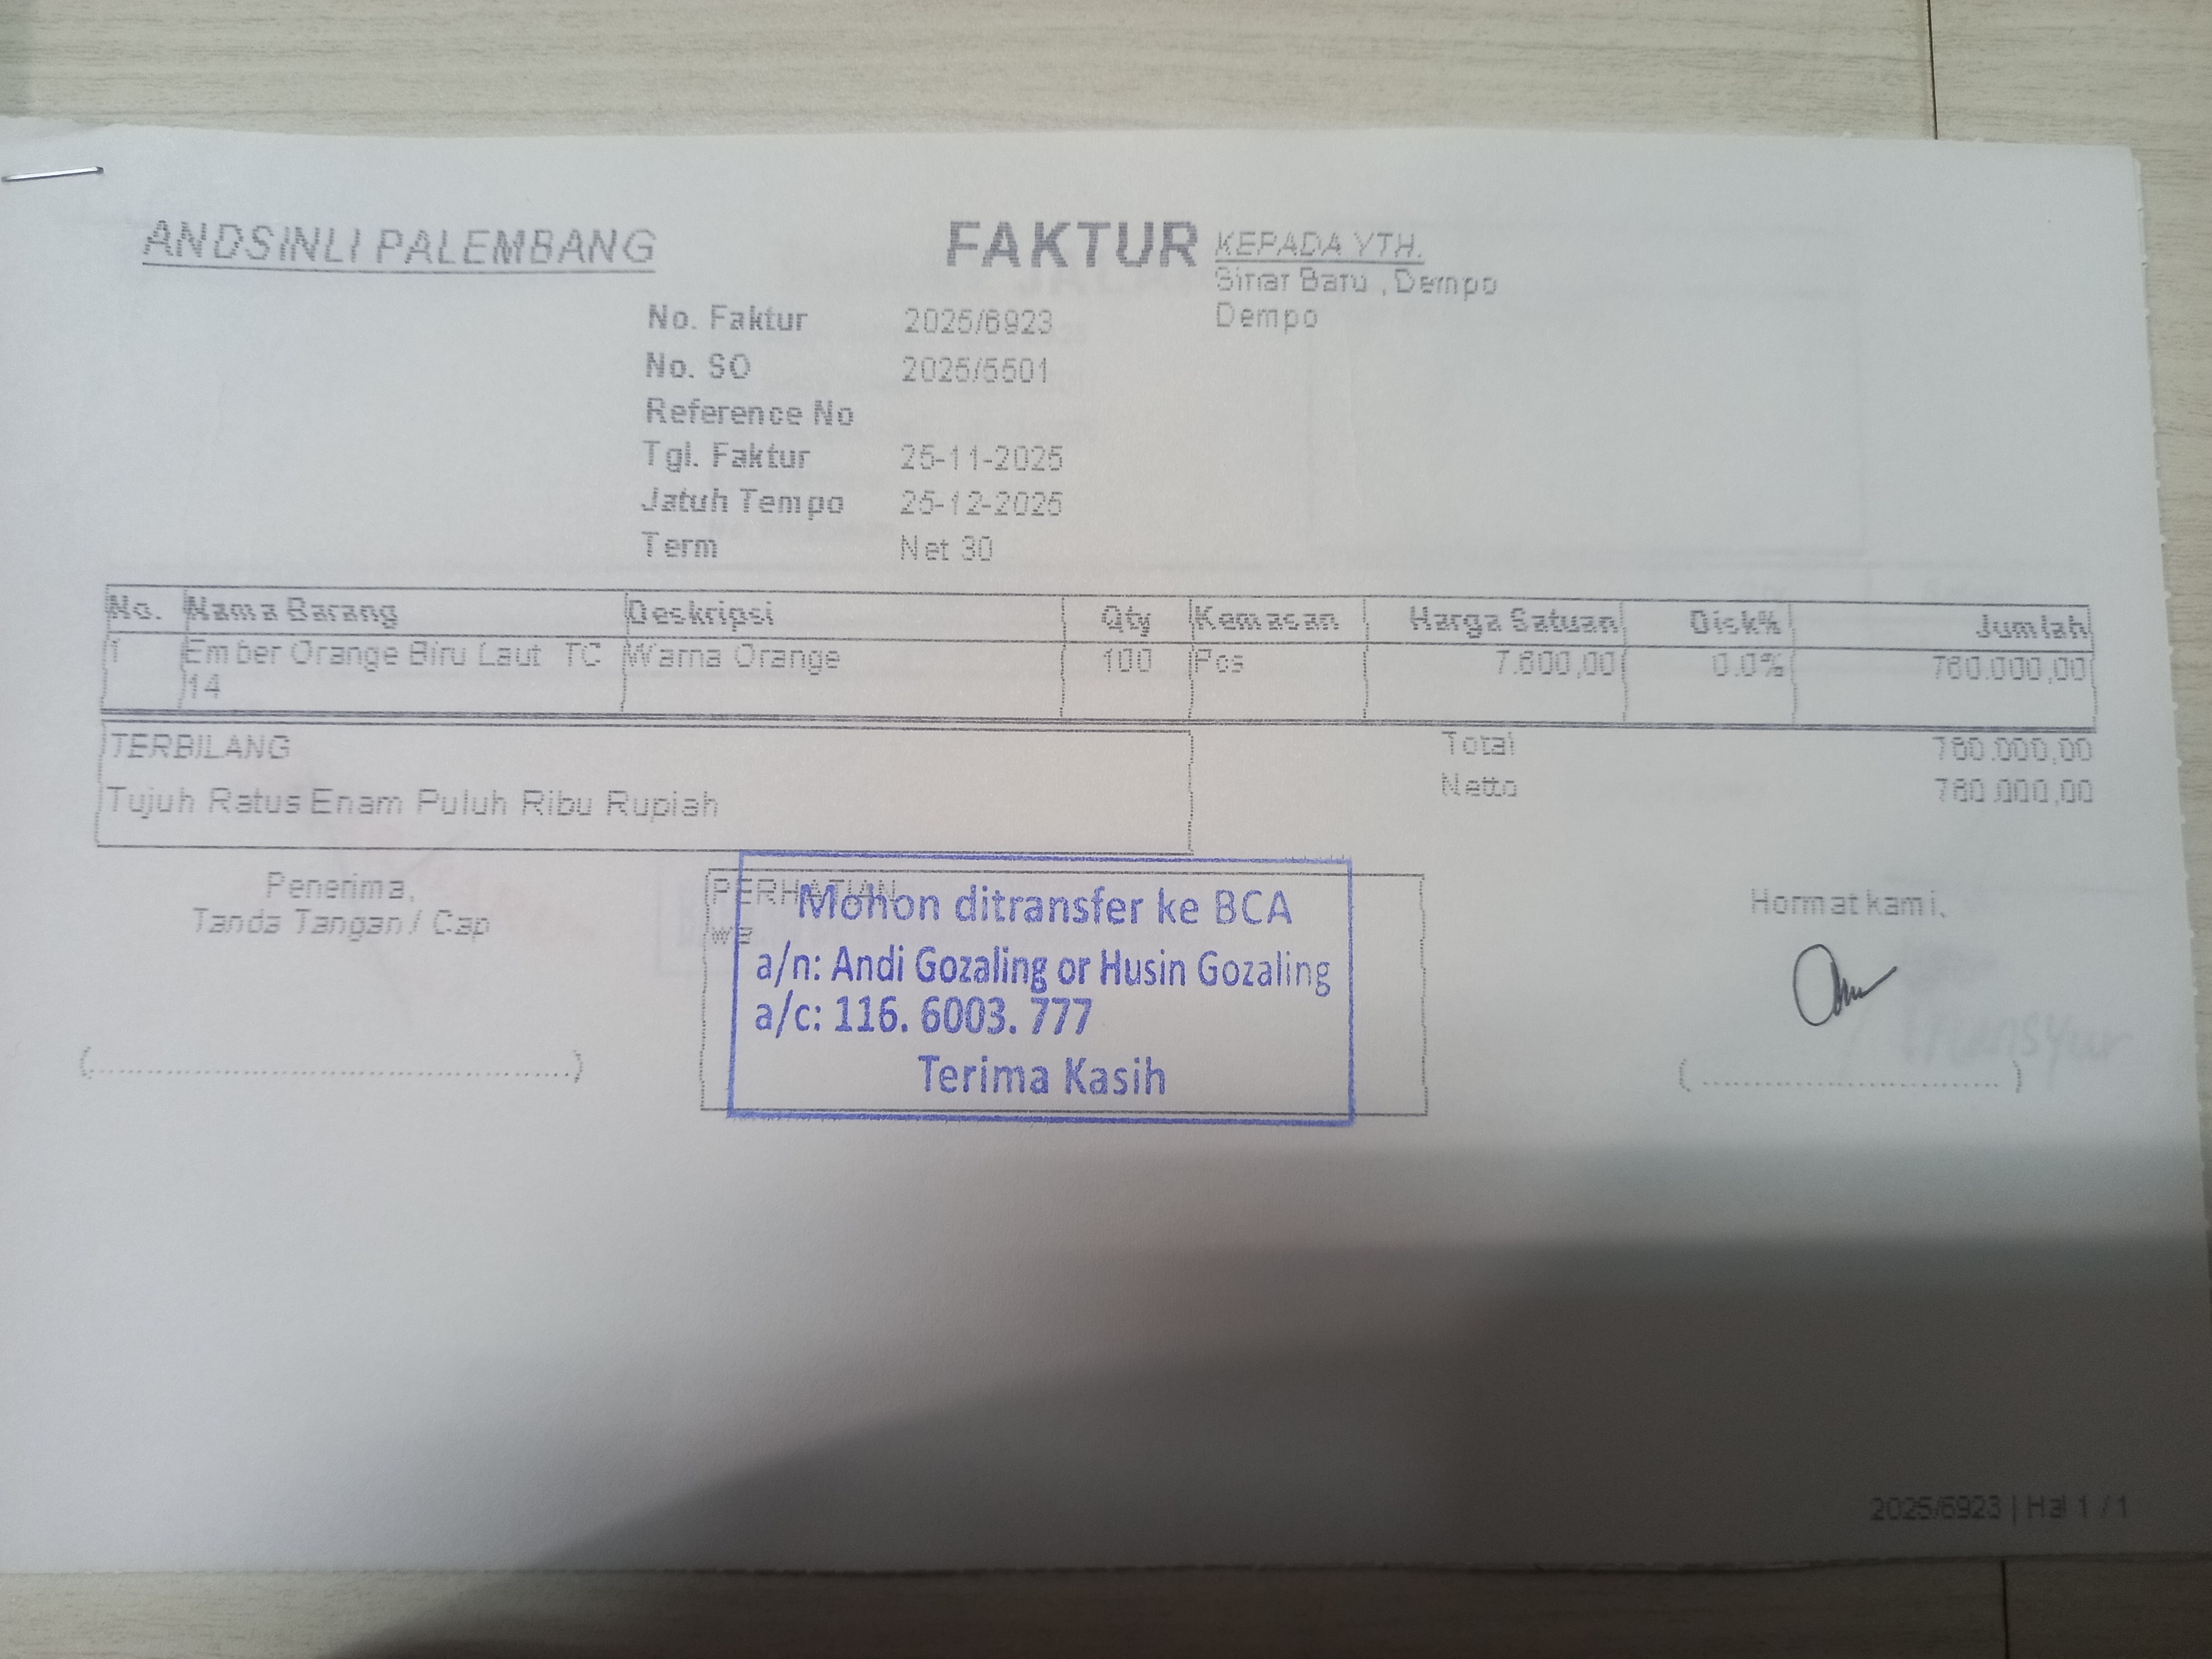 ANDSINLI PALEMBANG
FAKTUR
KEPADA YTH.
Sinar Baru , Dempo
Dempo
No. Faktur 2025/6923
No. SO 2025/5501
Reference No
Tgl. Faktur 25-11-2025
Jatuh Tempo 25-12-2025
Term Net 30
No. Nama Barang Deskripsi Qty Kemasan Harga Satuan Disk% Jumlah
1 Ember Orange Biru Laut TC 14 Warna Orange 100 Pcs 7.600,00 0.0% 760.000,00
TERBILANG
Tujuh Ratus Enam Puluh Ribu Rupiah
Total 760.000,00
Netto 760.000,00
Penerima,
Tanda Tangan / Cap
PERHATIAN
Mohon ditransfer ke BCA
a/n: Andi Gozaling or Husin Gozaling
a/c: 116. 6003. 777
Terima Kasih
Hormat kami,
2025/6923 | Hal 1 / 1